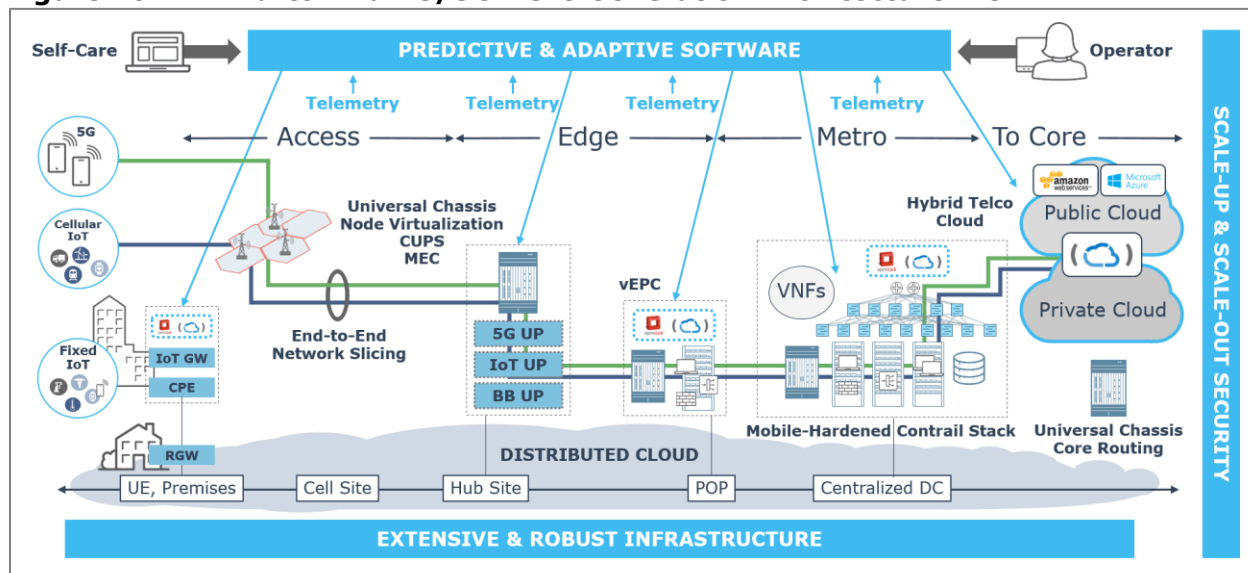 Self-Care
PREDICTIVE & ADAPTIVE SOFTWARE
Operator
Telemetry
Telemetry
Telemetry
Telemetry
Access
Edge
Metro
To Core
5G
Cellular
IoT
Universal Chassis
Node Virtualization
CUPS
MEC
End-to-End
Network Slicing
Fixed
IoT
openstack
IoT GW
CPE
RGW
5G UP
IoT UP
BB UP
vEPC
openstack
VNFs
openstack
Mobile-Hardened Contrail Stack
Hybrid Telco
Cloud
amazon
web services
Microsoft
Azure
Public Cloud
Private Cloud
Universal Chassis
Core Routing
DISTRIBUTED CLOUD
UE, Premises
Cell Site
Hub Site
POP
Centralized DC
EXTENSIVE & ROBUST INFRASTRUCTURE
SCALE-UP & SCALE-OUT SECURITY